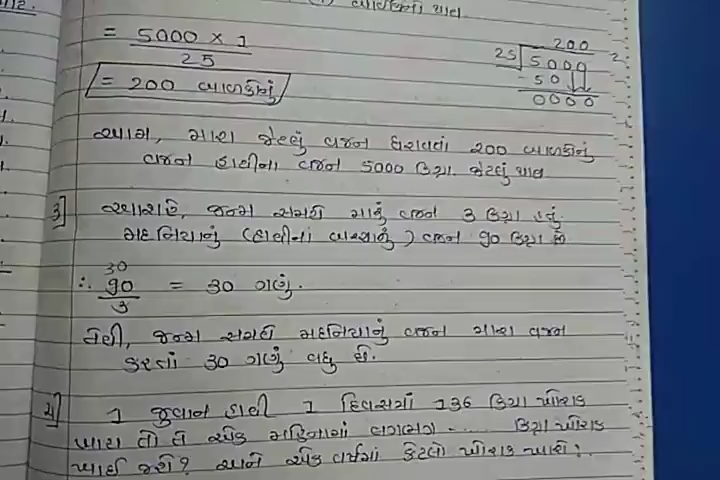 બાળકોનો થાય
= 5000 × 1
25
= 200 બાળકોનું
200
25 5000 2
- 50
0000
આમ, મારા જેટલું વજન ધરાવતાં 200 બાળકોનું
વજન હાથીના વજન 5000 કિગ્રા જેટલું થાય
3] અત્યારે, જન્મ સમયે મારું વજન 3 કિગ્રા હતું
મદનિયાનું (હાથીનાં બચ્ચાનું) વજન 90 કિગ્રા છે
30
∴ 90 = 30 ગણું.
3
તેથી, જન્મ સમયે મદનિયાનું વજન મારા વજન
કરતાં 30 ગણું વધુ છે.
4] 1 જુવાન હાથી 1 દિવસમાં 136 કિગ્રા ખોરાક
ખાય તો તે એક મહિનામાં લગભગ ..... કિગ્રા ખોરાક
ખાઈ જશે? અને એક વર્ષમાં કેટલો ખોરાક ખાશે?